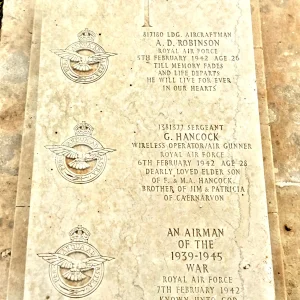 817180 LDG. AIRCRAFTMAN
A. D. ROBINSON
ROYAL AIR FORCE
5TH FEBRUARY 1942 AGE 26
TILL MEMORY FADES
AND LIFE DEPARTS
HE WILL LIVE FOR EVER
IN OUR HEARTS
SERGEANT
G. HANCOCK
WIRELESS OPERATOR/AIR GUNNER
ROYAL AIR FORCE
6TH FEBRUARY 1942 AGE 28
DEARLY LOVED ELDER SON
OF F. & M.A. HANCOCK.
BROTHER OF JIM & PATRICIA
OF CAERNARVON
AN AIRMAN
OF THE
1939-1945
WAR
ROYAL AIR FORCE
7TH FEBRUARY 1942
KNOWN UNTO GOD